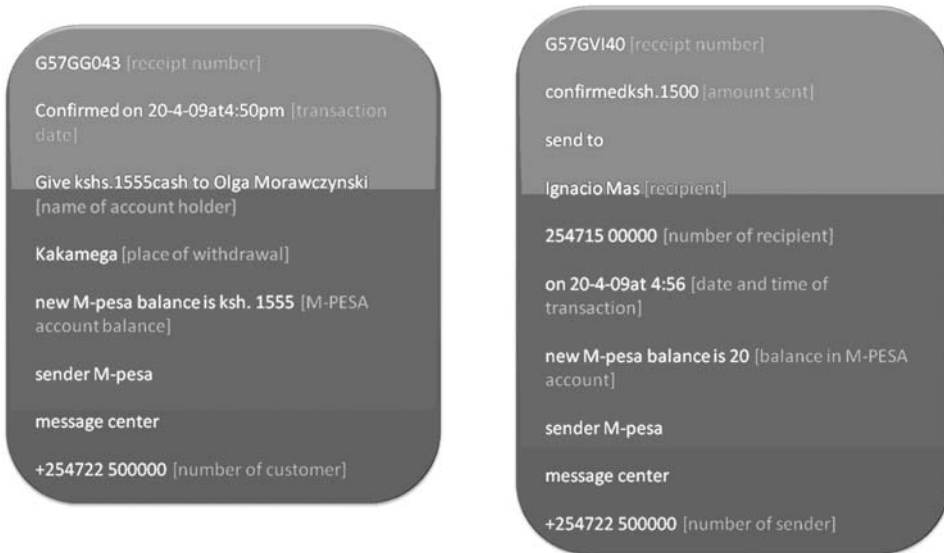 G57GG043 [receipt number]
Confirmed on 20-4-09at4:50pm [transaction
date]
Give kshs.1555cash to Olga Morawczynski
[name of account holder]
Kakamega [place of withdrawal]
new M-pesa balance is ksh. 1555 [M-PESA
account balance]
sender M-pesa
message center
+254722 500000 [number of customer]
G57GVI40 [receipt number]
confirmedksh.1500 [amount sent]
send to
Ignacio Mas [recipient]
254715 00000 [number of recipient]
on 20-4-09at 4:56 [date and time of
transaction]
new M-pesa balance is 20 [balance in M-PESA
account]
sender M-pesa
message center
+254722 500000 [number of sender]